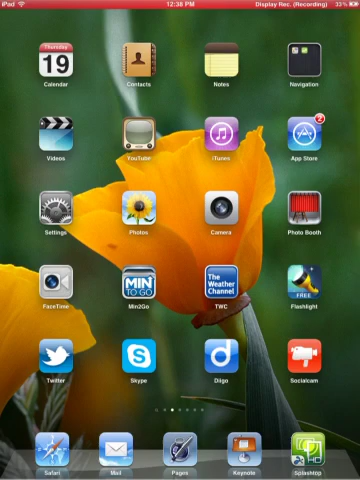 iPad 12:38 PM Display Rec. (Recording) 33%
Thursday
19
Calendar Contacts Notes Navigation
2
Videos YouTube iTunes App Store
Settings Photos Camera Photo Booth
MIN TO GO
The Weather Channel
FREE
FaceTime Min2Go TWC Flashlight
Twitter Skype Diigo Socialcam
HD
Safari Mail Pages Keynote Splashtop